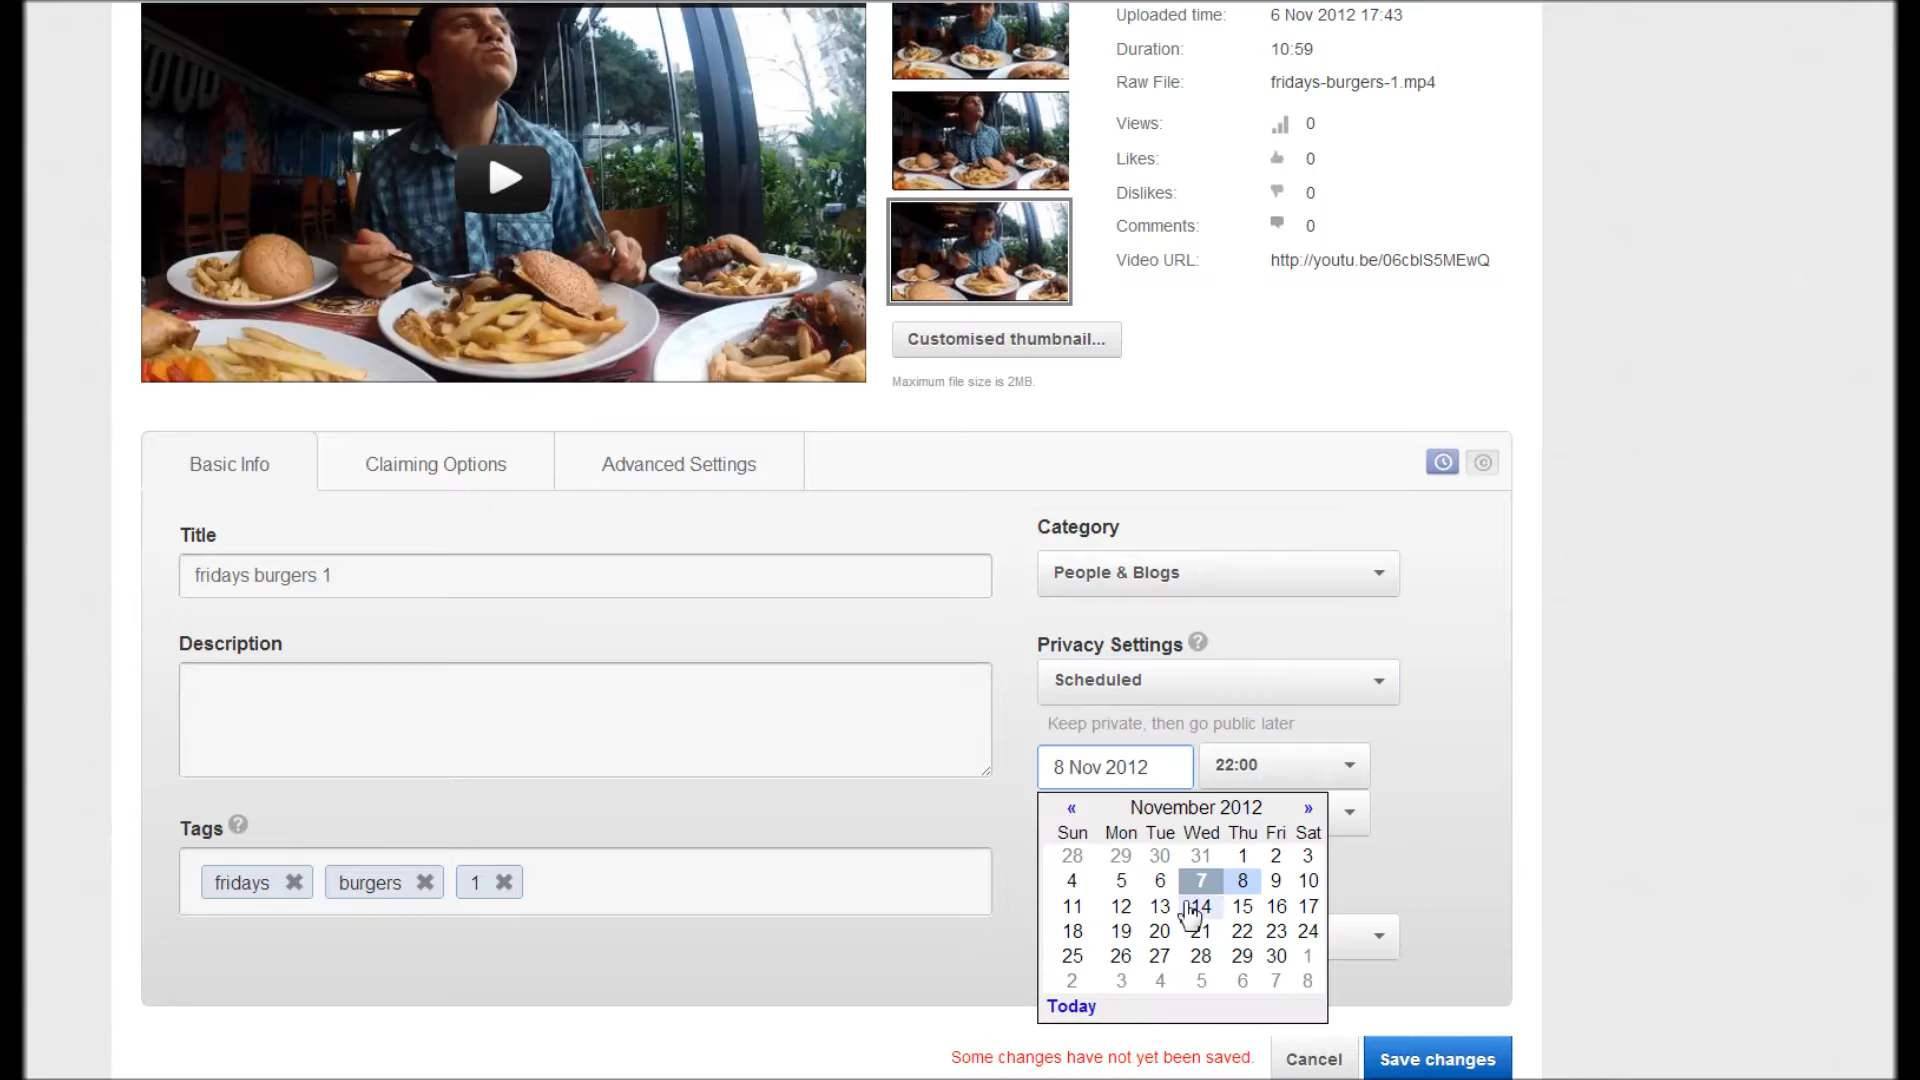 Uploaded time: 6 Nov 2012 17:43
Duration: 10:59
Raw File: fridays-burgers-1.mp4
Views: 0
Likes: 0
Dislikes: 0
Comments: 0
Video URL: http://youtu.be/06cblS5MEwQ
Customised thumbnail...
Maximum file size is 2MB.
Basic Info Claiming Options Advanced Settings
Title
fridays burgers 1
Description
Tags ?
fridays burgers 1
Category
People & Blogs
Privacy Settings ?
Scheduled
Keep private, then go public later
8 Nov 2012 22:00
« November 2012 »
Sun Mon Tue Wed Thu Fri Sat
28 29 30 31 1 2 3
4 5 6 7 8 9 10
11 12 13 14 15 16 17
18 19 20 21 22 23 24
25 26 27 28 29 30 1
2 3 4 5 6 7 8
Today
Some changes have not yet been saved. Cancel Save changes